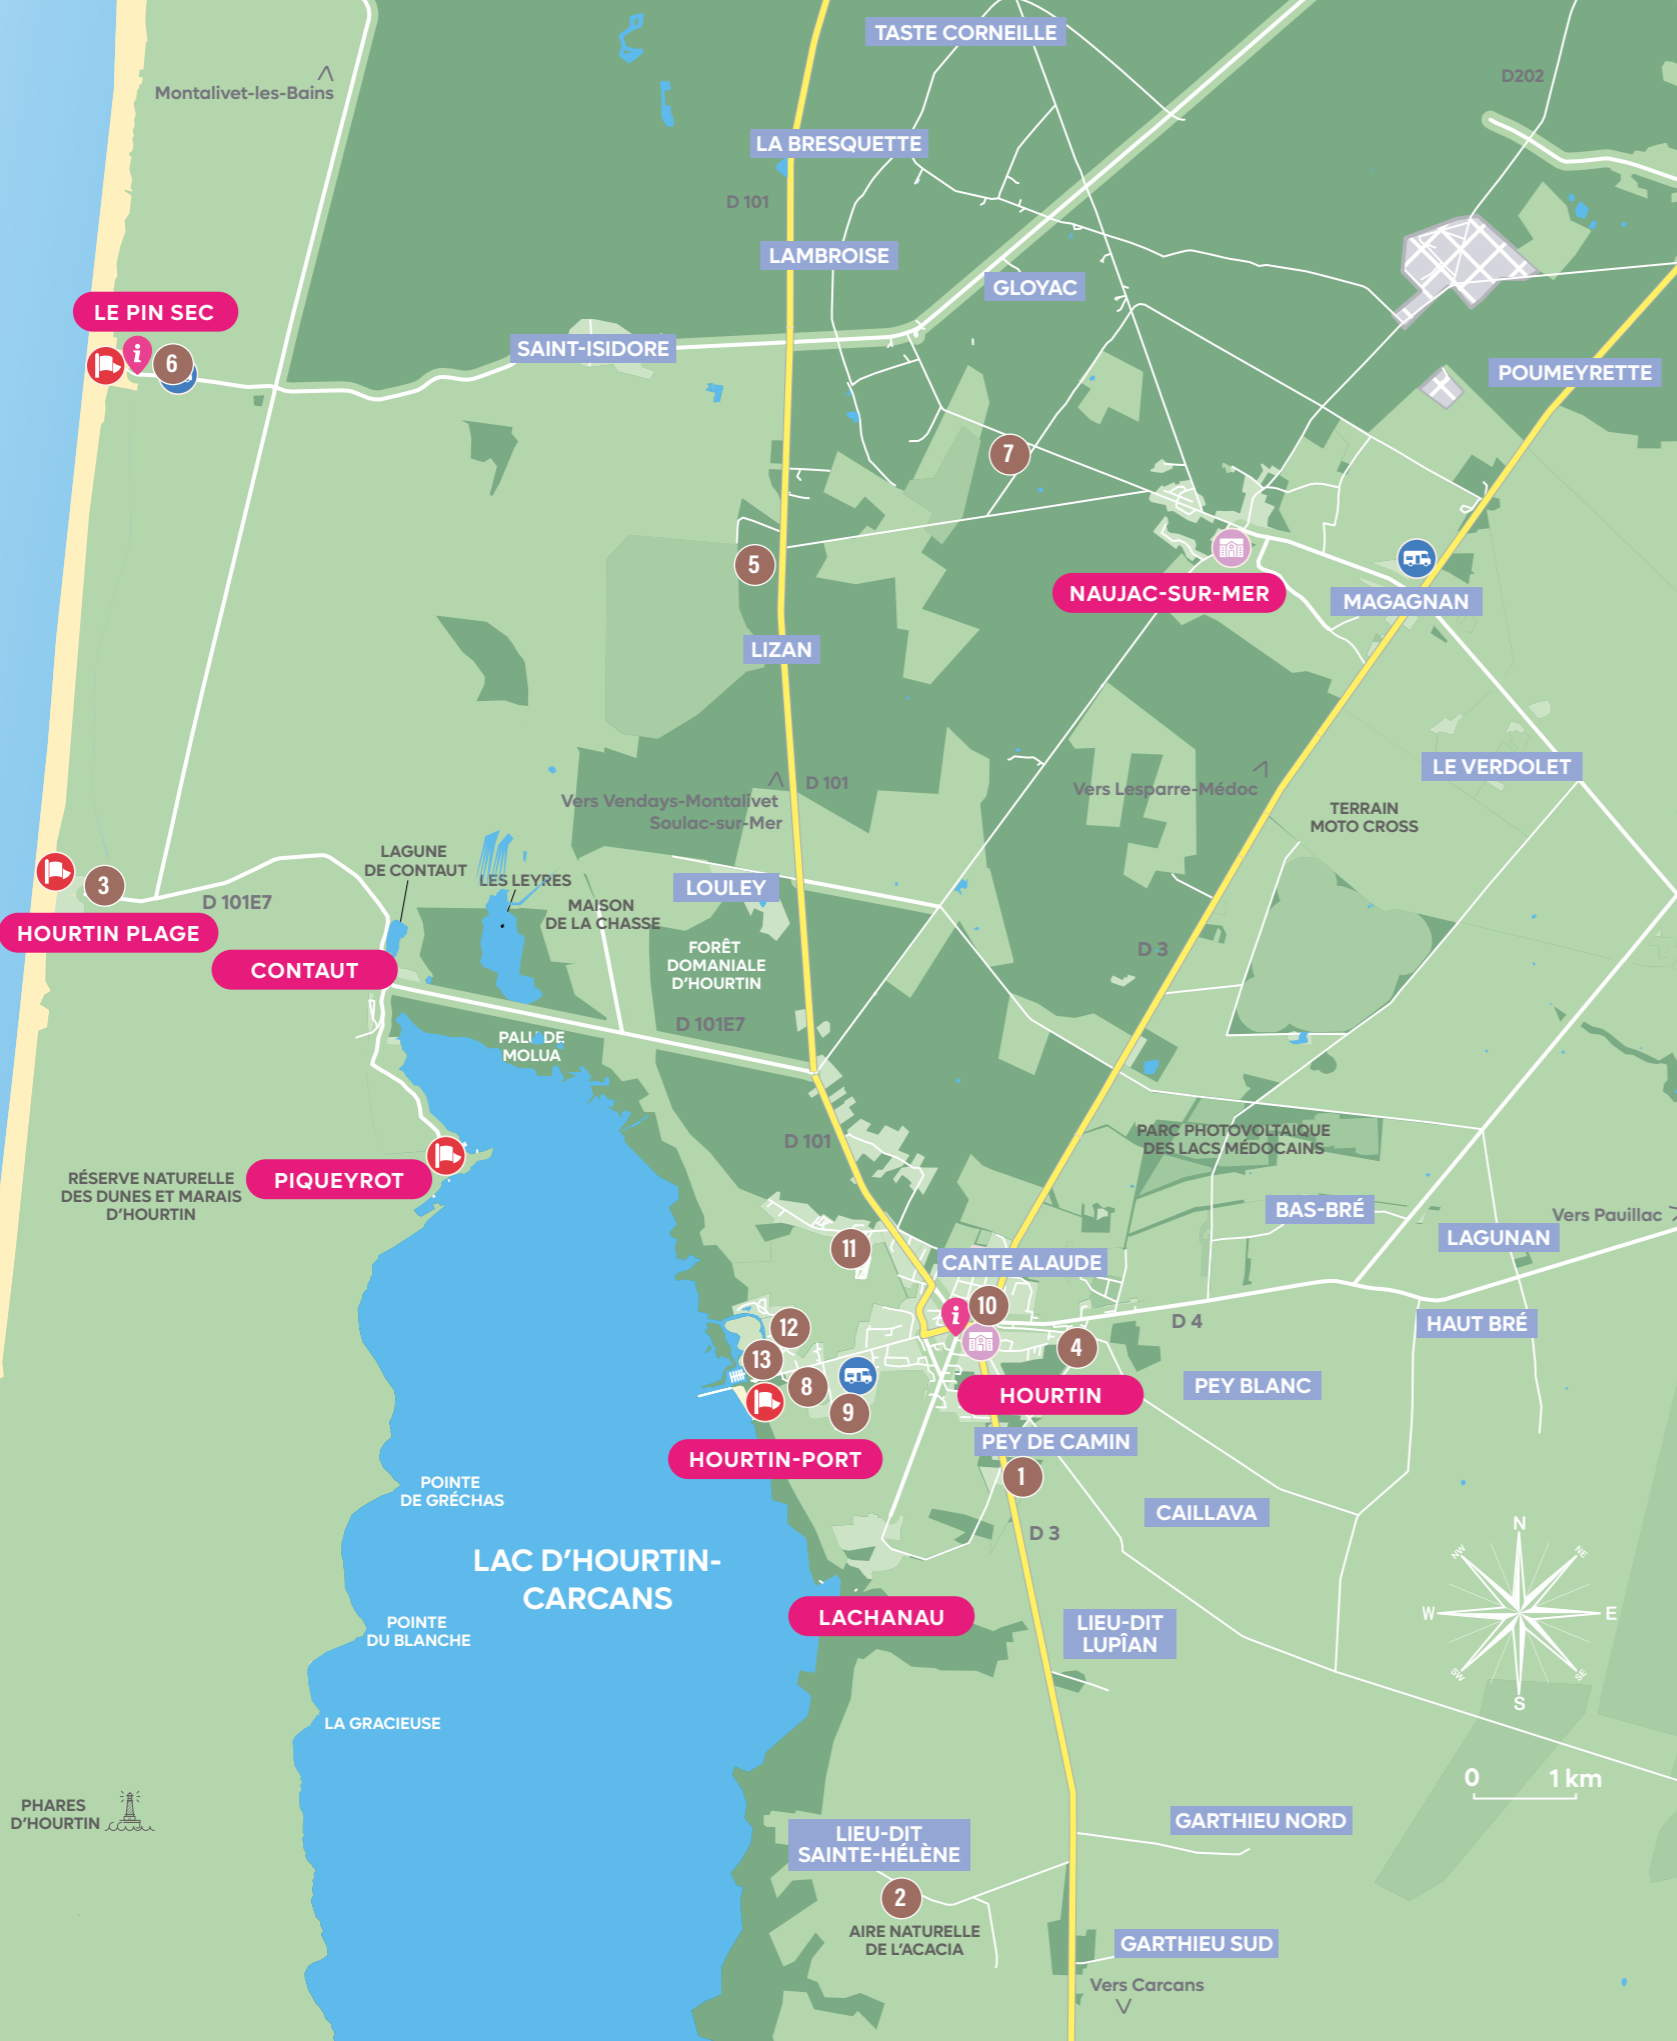 TASTE CORNEILLE
D202
Montalivet-les-Bains
LA BRESQUETTE
D 101
LAMBROISE
GLOYAC
LE PIN SEC
SAINT-ISIDORE
i
6
POUMEYRETTE
7
5
NAUJAC-SUR-MER
MAGAGNAN
LIZAN
D 101
Vers Vendays-Montalivet
Soulac-sur-Mer
Vers Lesparre-Médoc
LE VERDOLET
TERRAIN
MOTO CROSS
LAGUNE
DE CONTAUT
LES LEYRES
LOULEY
3
D 101E7
MAISON
DE LA CHASSE
HOURTIN PLAGE
CONTAUT
FORÊT
DOMANIALE
D'HOURTIN
D 3
D 101E7
PALU DE
MOLUA
D 101
PARC PHOTOVOLTAIQUE
DES LACS MÉDOCAINS
RÉSERVE NATURELLE
DES DUNES ET MARAIS
D'HOURTIN
PIQUEYROT
BAS-BRÉ
Vers Pauillac
LAGUNAN
11
CANTE ALAUDE
i
10
12
D 4
HAUT BRÉ
13
4
8
9
PEY BLANC
HOURTIN
HOURTIN-PORT
PEY DE CAMIN
1
POINTE
DE GRÉCHAS
CAILLAVA
D 3
N
NW
NE
W
E
SW
SE
S
LAC D'HOURTIN-
CARCANS
LACHANAU
POINTE
DU BLANCHE
LIEU-DIT
LUPÎAN
LA GRACIEUSE
0
1 km
PHARES
D'HOURTIN
GARTHIEU NORD
LIEU-DIT
SAINTE-HÉLÈNE
2
AIRE NATURELLE
DE L'ACACIA
GARTHIEU SUD
Vers Carcans